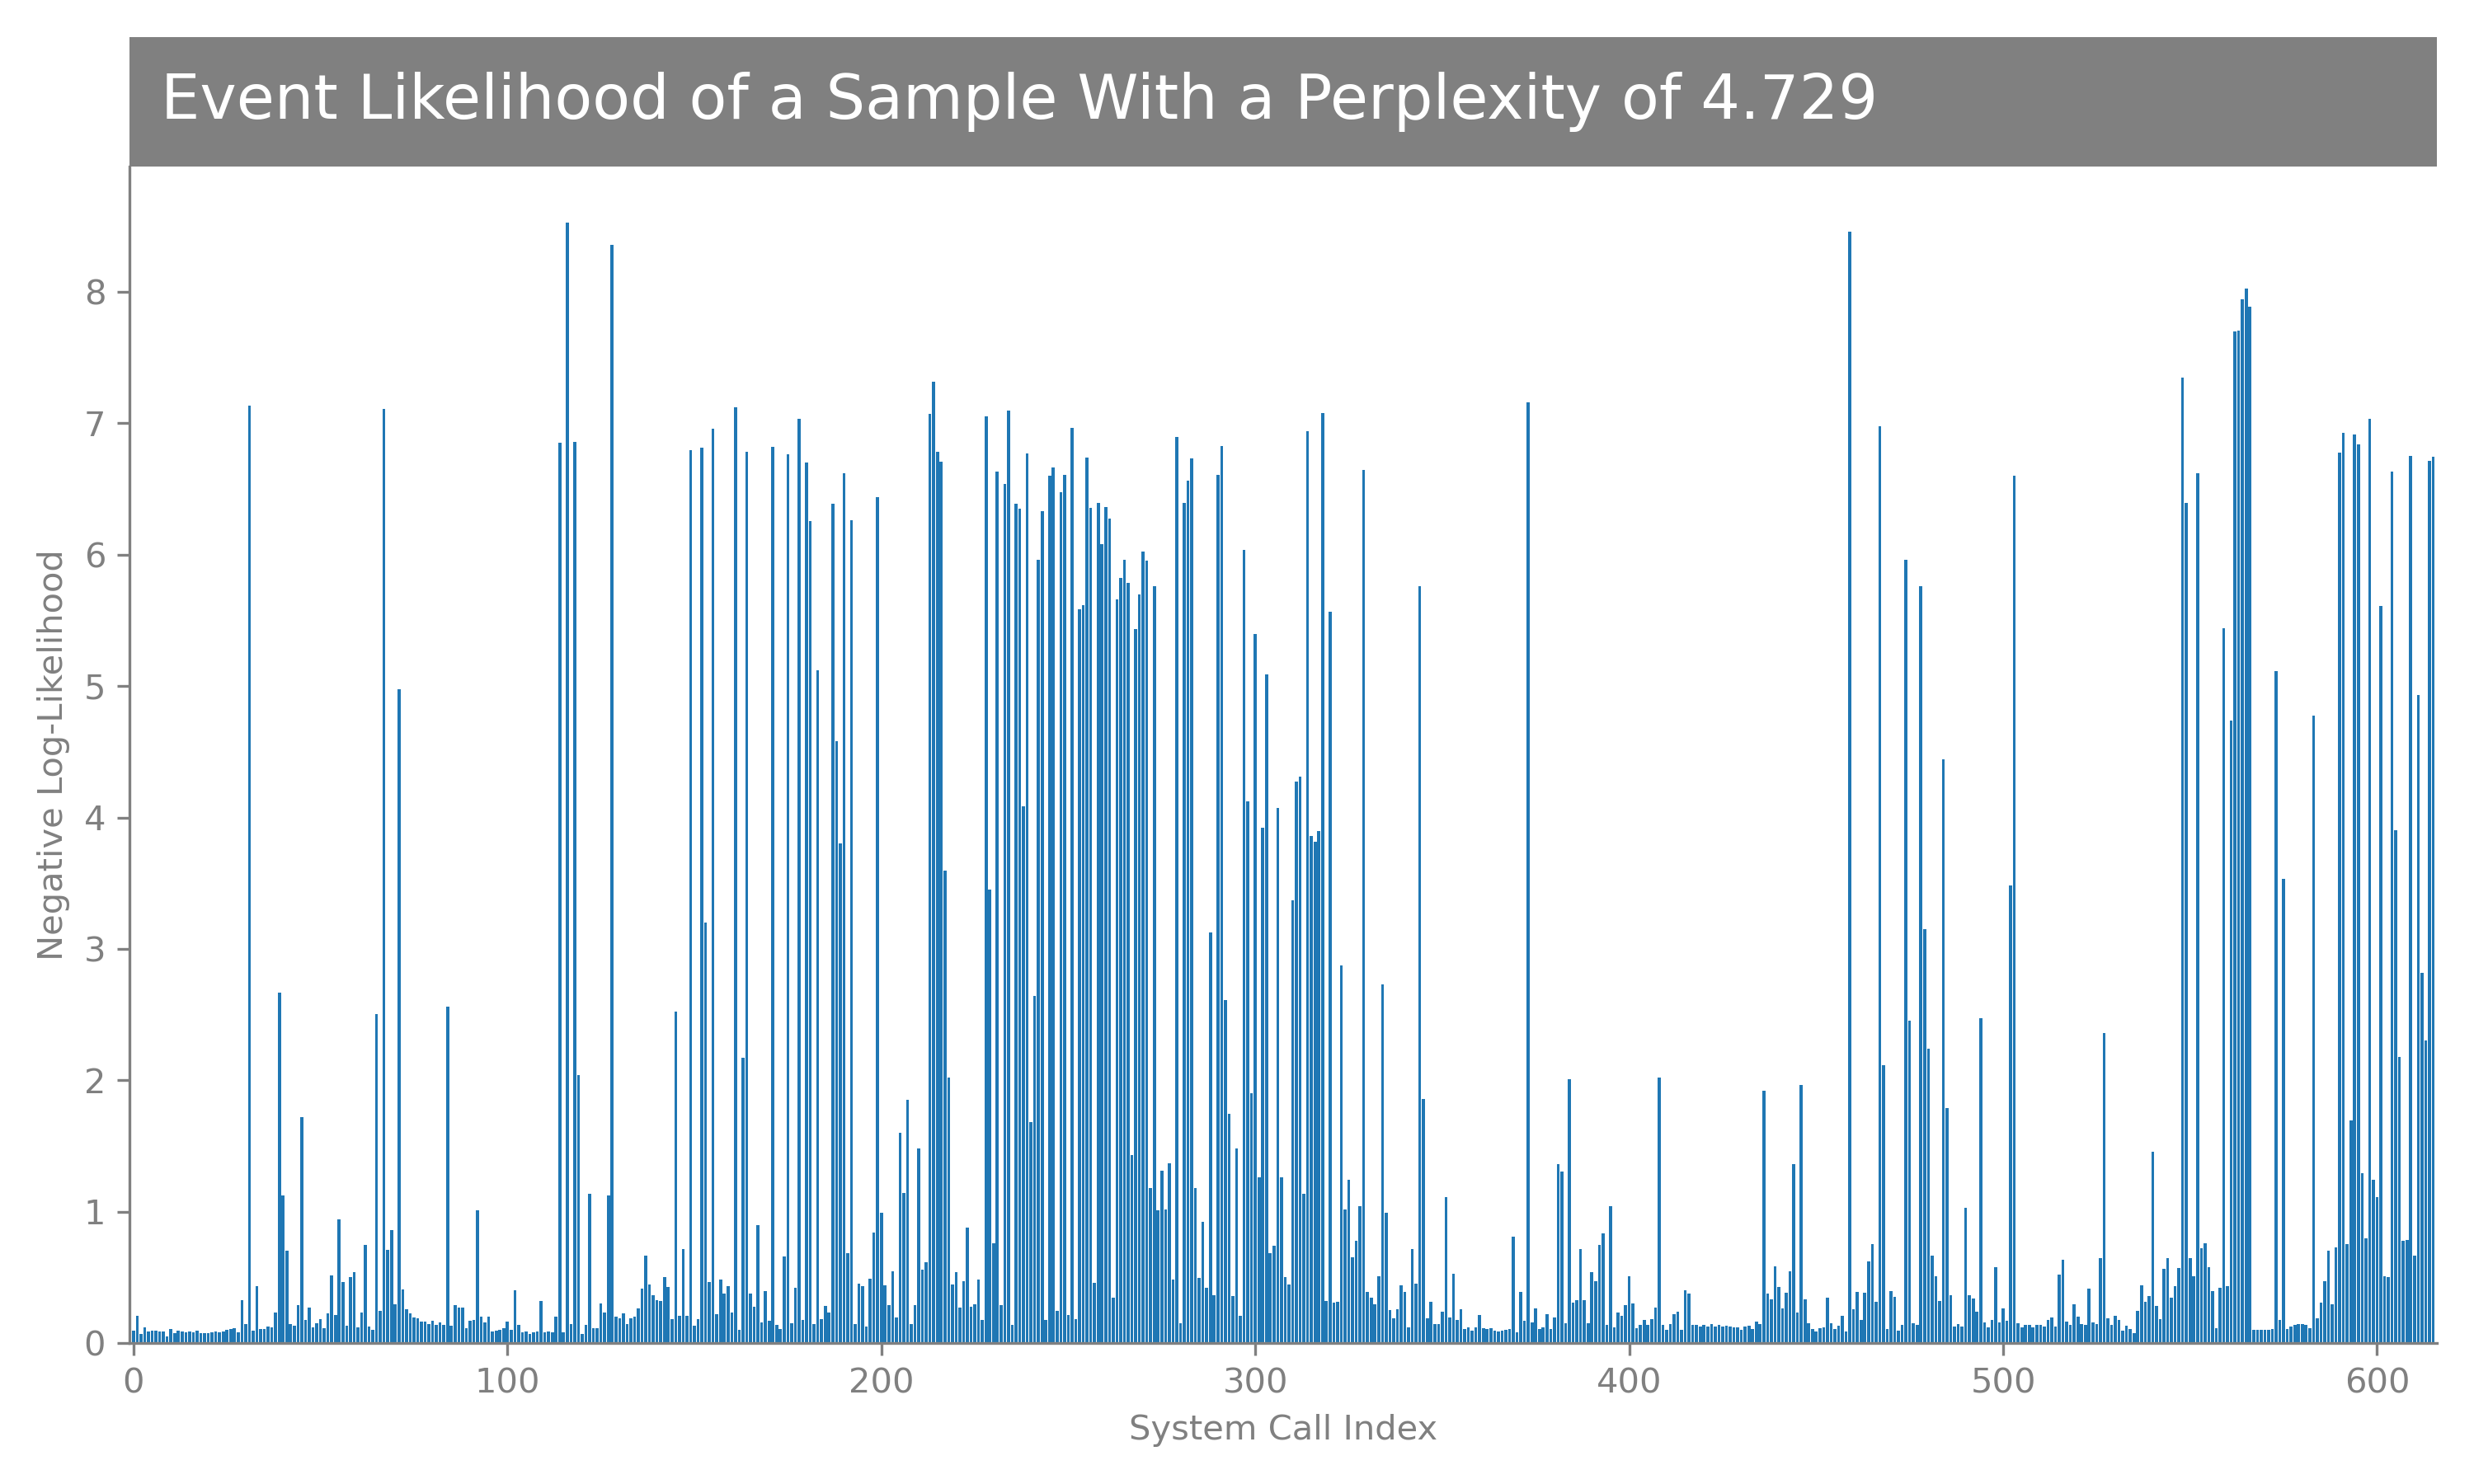 Event Likelihood of a Sample With a Perplexity of 4.729
Negative Log-Likelihood
8
7
6
5
4
3
2
1
0
0 100 200 300 400 500 600
System Call Index